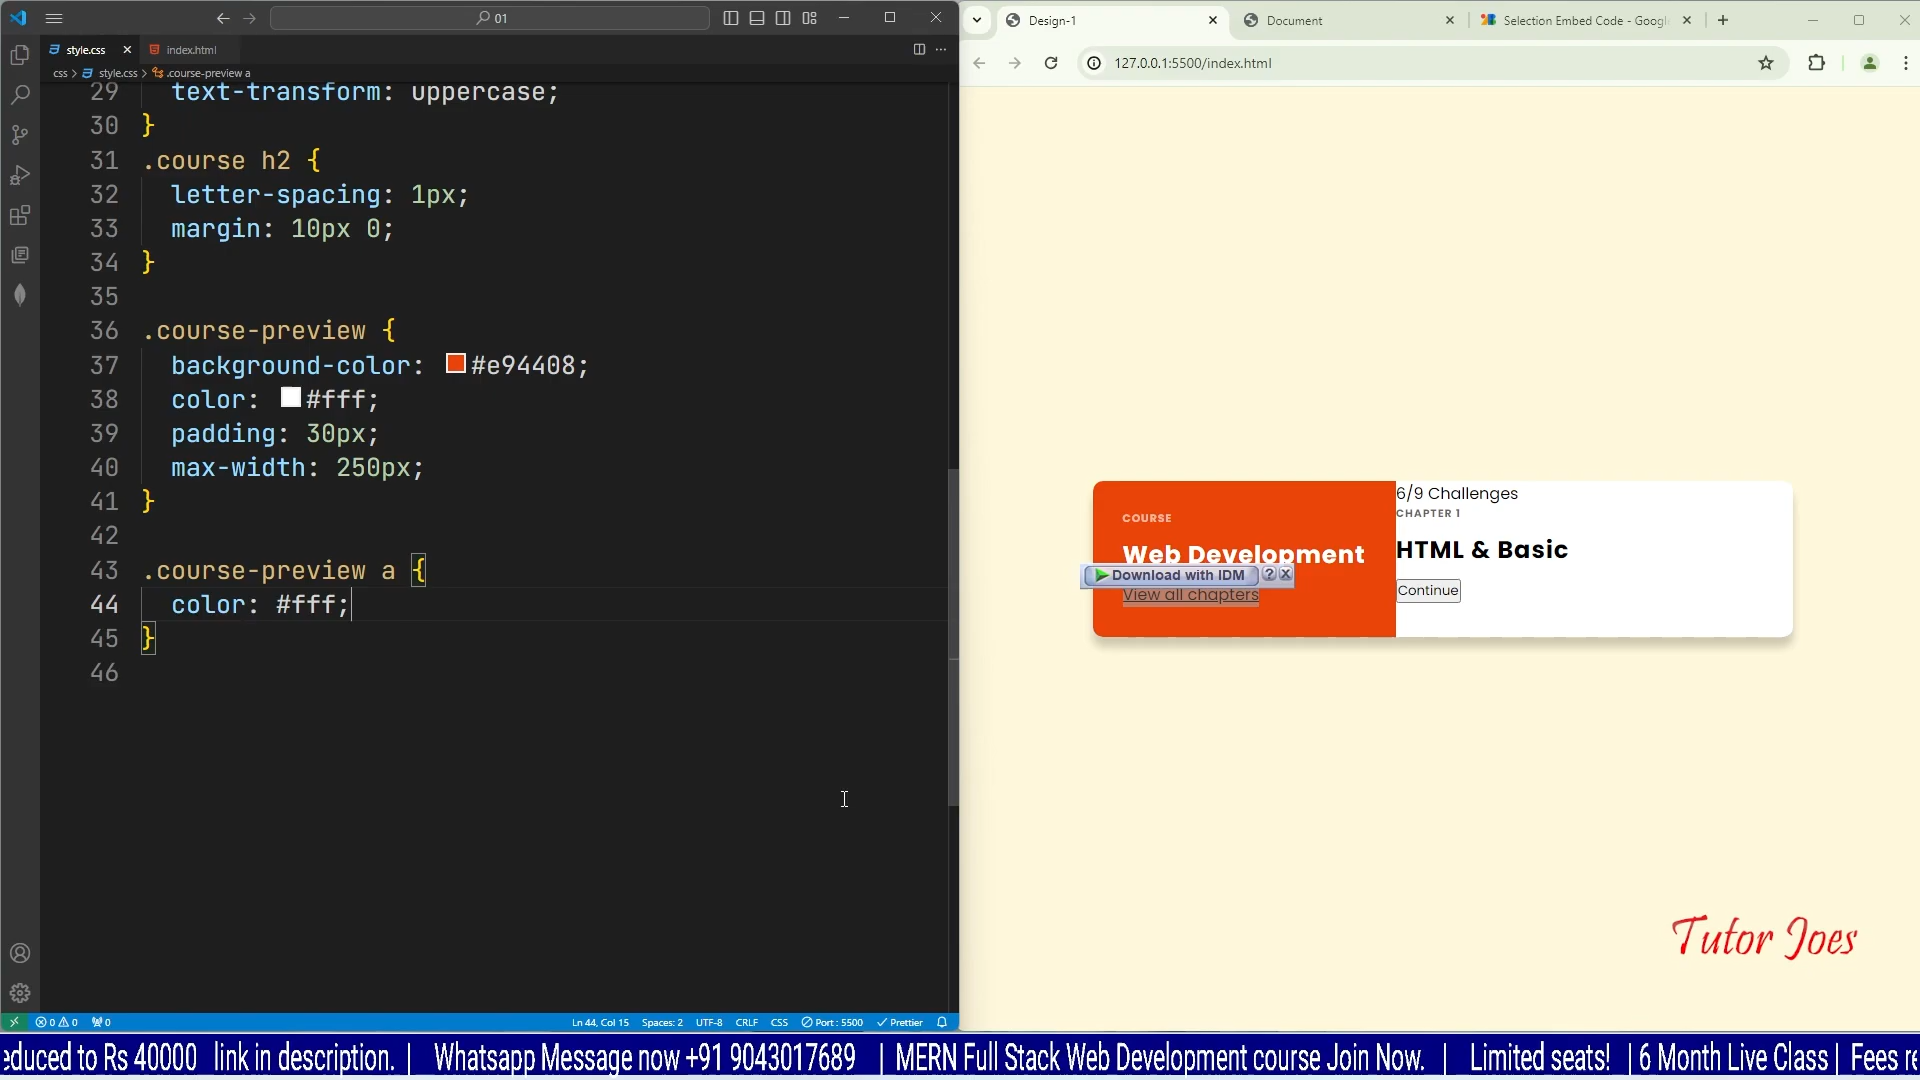 01
style.css
index.html
css > style.css > .course-preview a
29 text-transform: uppercase;
30 }
31 .course h2 {
32 letter-spacing: 1px;
33 margin: 10px 0;
34 }
35
36 .course-preview {
37 background-color: #e94408;
38 color: #fff;
39 padding: 30px;
40 max-width: 250px;
41 }
42
43 .course-preview a {
44 color: #fff;
45 }
46
0 0 0
Ln 44, Col 15 Spaces: 2 UTF-8 CRLF CSS Port : 5500 Prettier
Design-1
Document
Selection Embed Code - Googl
127.0.0.1:5500/index.html
COURSE
Web Development
Download with IDM ?
View all chapters
6/9 Challenges
CHAPTER 1
HTML & Basic
Continue
Tutor Joes
educed to Rs 40000 link in description. | Whatsapp Message now +91 9043017689 | MERN Full Stack Web Development course Join Now. | Limited seats! | 6 Month Live Class | Fees re